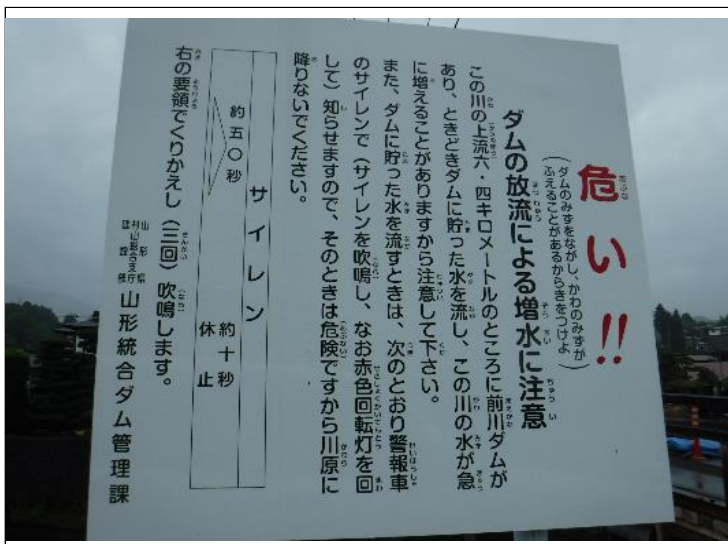 危い!!
(ダムのみずをながし、かわのみずが
ふえることがあるからきをつけよ)
ダムの放流による増水に注意
この川の上流六・四キロメートルのところに前川ダムが
あり、ときどきダムに貯った水を流し、この川の水が急
に増えることがありますから注意して下さい。
また、ダムに貯った水を流すときは、次のとおり警報車
のサイレンで(サイレンを吹鳴し、なお赤色回転灯を回
して)知らせますので、そのときは危険ですから川原に
降りないでください。
サイレン
約五〇秒
約十秒
休止
右の要領でくりかえし(三回)吹鳴します。
山形県
村山総合支庁
山形統合ダム管理課